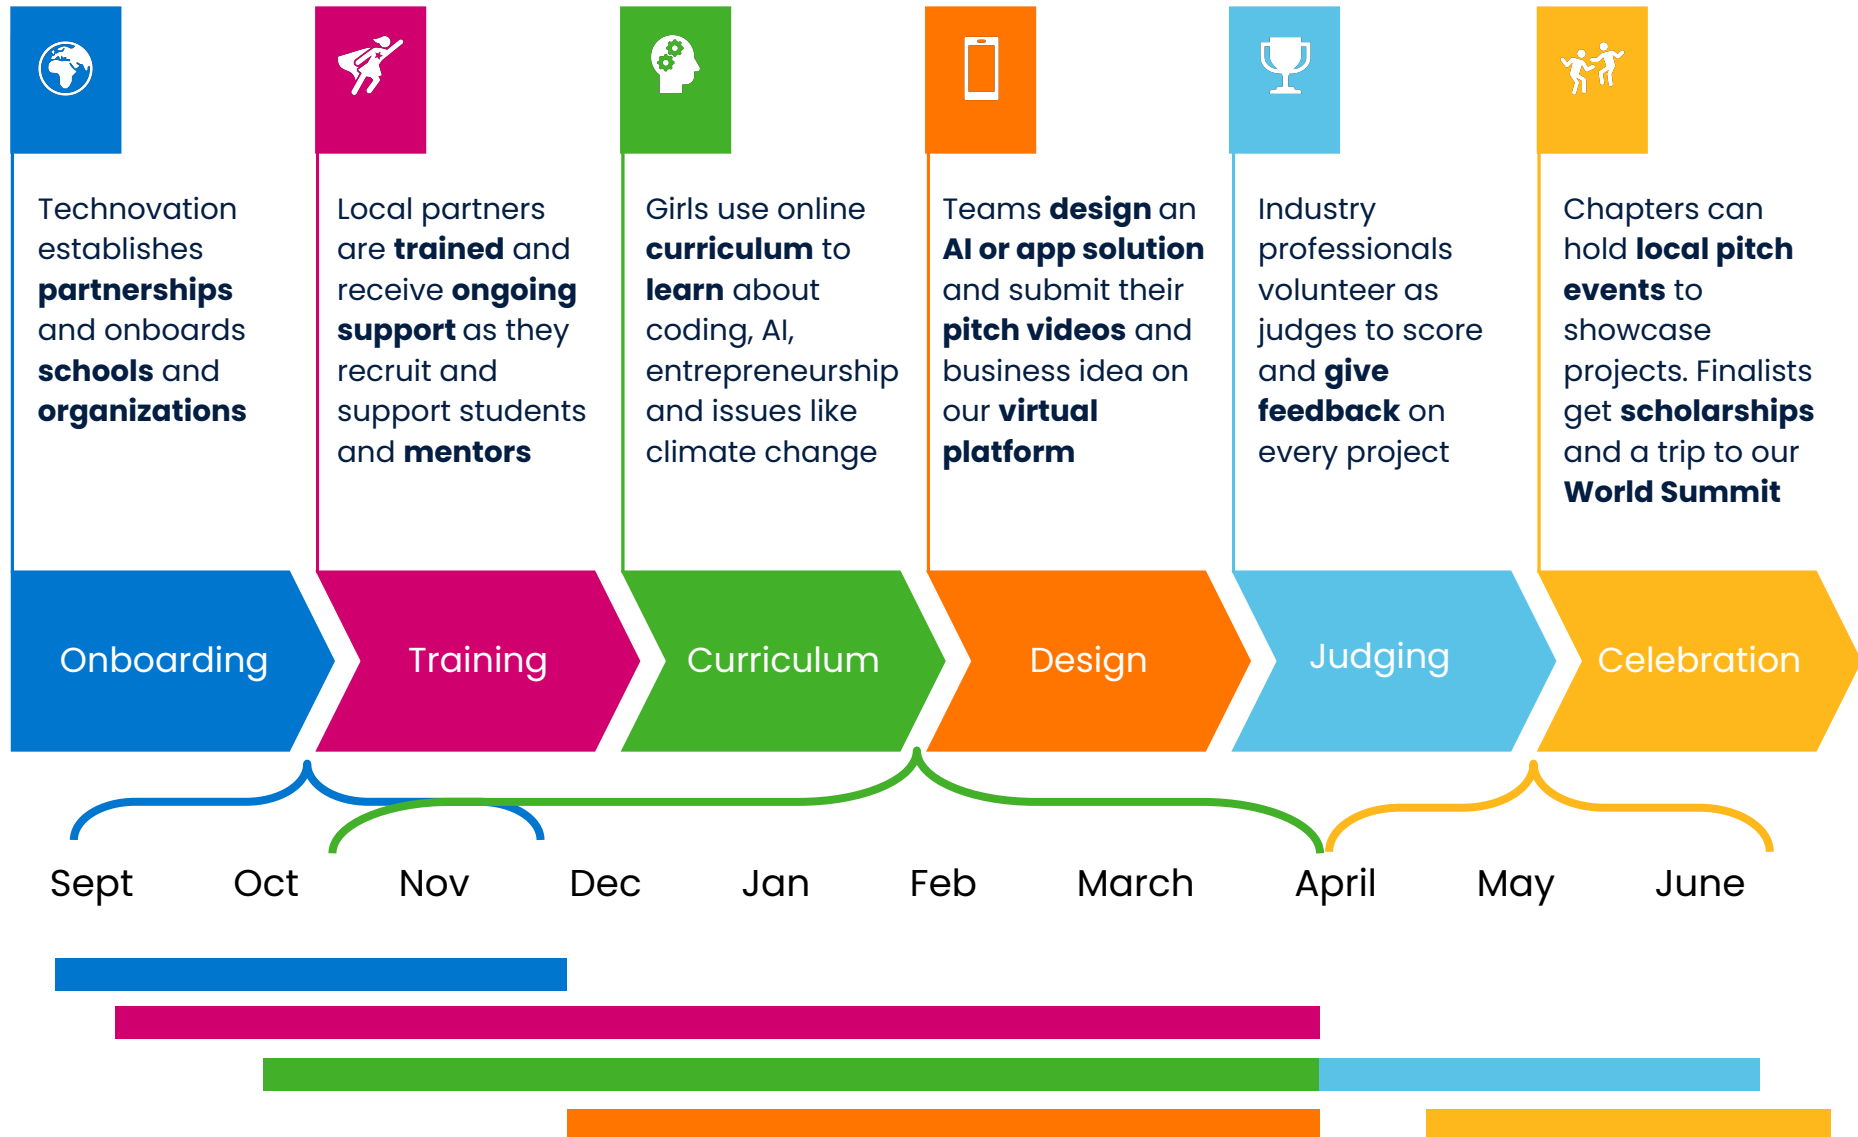 Technovation
establishes
partnerships
and onboards
schools and
organizations
Local partners
are trained and
receive ongoing
support as they
recruit and
support students
and mentors
Girls use online
curriculum to
learn about
coding, AI,
entrepreneurship
and issues like
climate change
Teams design an
AI or app solution
and submit their
pitch videos and
business idea on
our virtual
platform
Industry
professionals
volunteer as
judges to score
and give
feedback on
every project
Chapters can
hold local pitch
events to
showcase
projects. Finalists
get scholarships
and a trip to our
World Summit
Onboarding
Training
Curriculum
Design
Judging
Celebration
Sept Oct Nov Dec Jan Feb March April May June